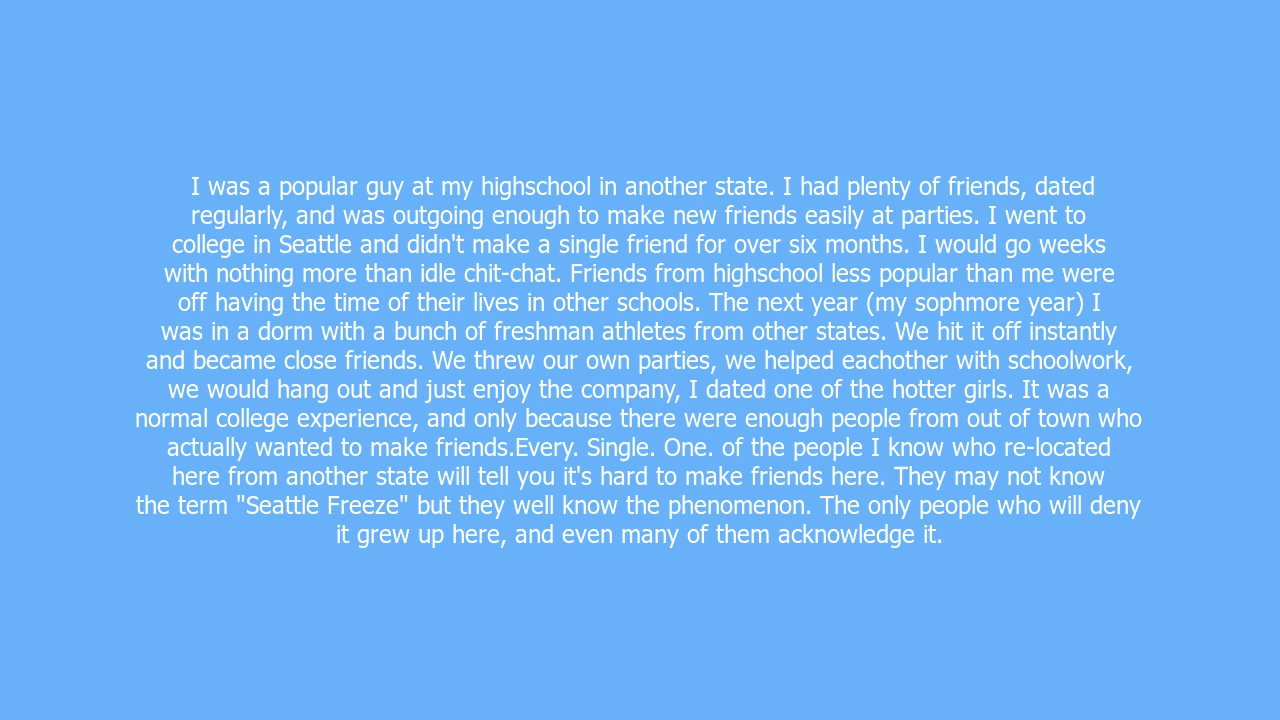 I was a popular guy at my highschool in another state. I had plenty of friends, dated
regularly, and was outgoing enough to make new friends easily at parties. I went to
college in Seattle and didn't make a single friend for over six months. I would go weeks
with nothing more than idle chit-chat. Friends from highschool less popular than me were
off having the time of their lives in other schools. The next year (my sophmore year) I
was in a dorm with a bunch of freshman athletes from other states. We hit it off instantly
and became close friends. We threw our own parties, we helped eachother with schoolwork,
we would hang out and just enjoy the company, I dated one of the hotter girls. It was a
normal college experience, and only because there were enough people from out of town who
actually wanted to make friends.Every. Single. One. of the people I know who re-located
here from another state will tell you it's hard to make friends here. They may not know
the term "Seattle Freeze" but they well know the phenomenon. The only people who will deny
it grew up here, and even many of them acknowledge it.